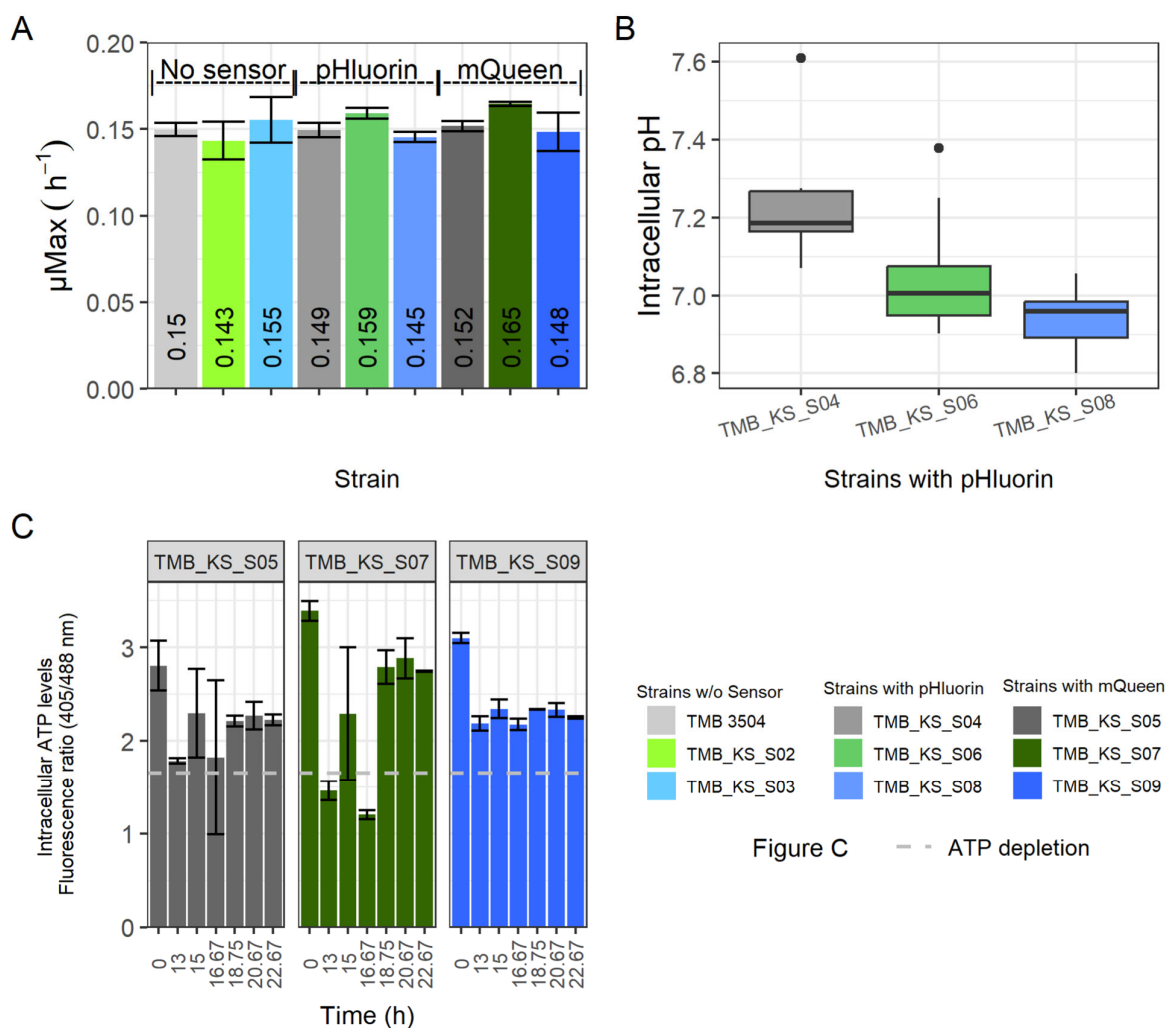 A
0.20
0.15
0.10
0.05
0.00
µMax ( h⁻¹)
No sensor
pHluorin
mQueen
0.15
0.143
0.155
0.149
0.159
0.145
0.152
0.165
0.148
Strain
B
7.6
7.4
7.2
7.0
6.8
Intracellular pH
TMB_KS_S04
TMB_KS_S06
TMB_KS_S08
Strains with pHluorin
C
TMB_KS_S05
TMB_KS_S07
TMB_KS_S09
Intracellular ATP levels
Fluorescence ratio (405/488 nm)
3
2
1
0
0
13
15
16.67
18.75
20.67
22.67
0
13
15
16.67
18.75
20.67
22.67
0
13
15
16.67
18.75
20.67
22.67
Time (h)
Strains w/o Sensor
TMB 3504
TMB_KS_S02
TMB_KS_S03
Strains with pHluorin
TMB_KS_S04
TMB_KS_S06
TMB_KS_S08
Strains with mQueen
TMB_KS_S05
TMB_KS_S07
TMB_KS_S09
Figure C
ATP depletion